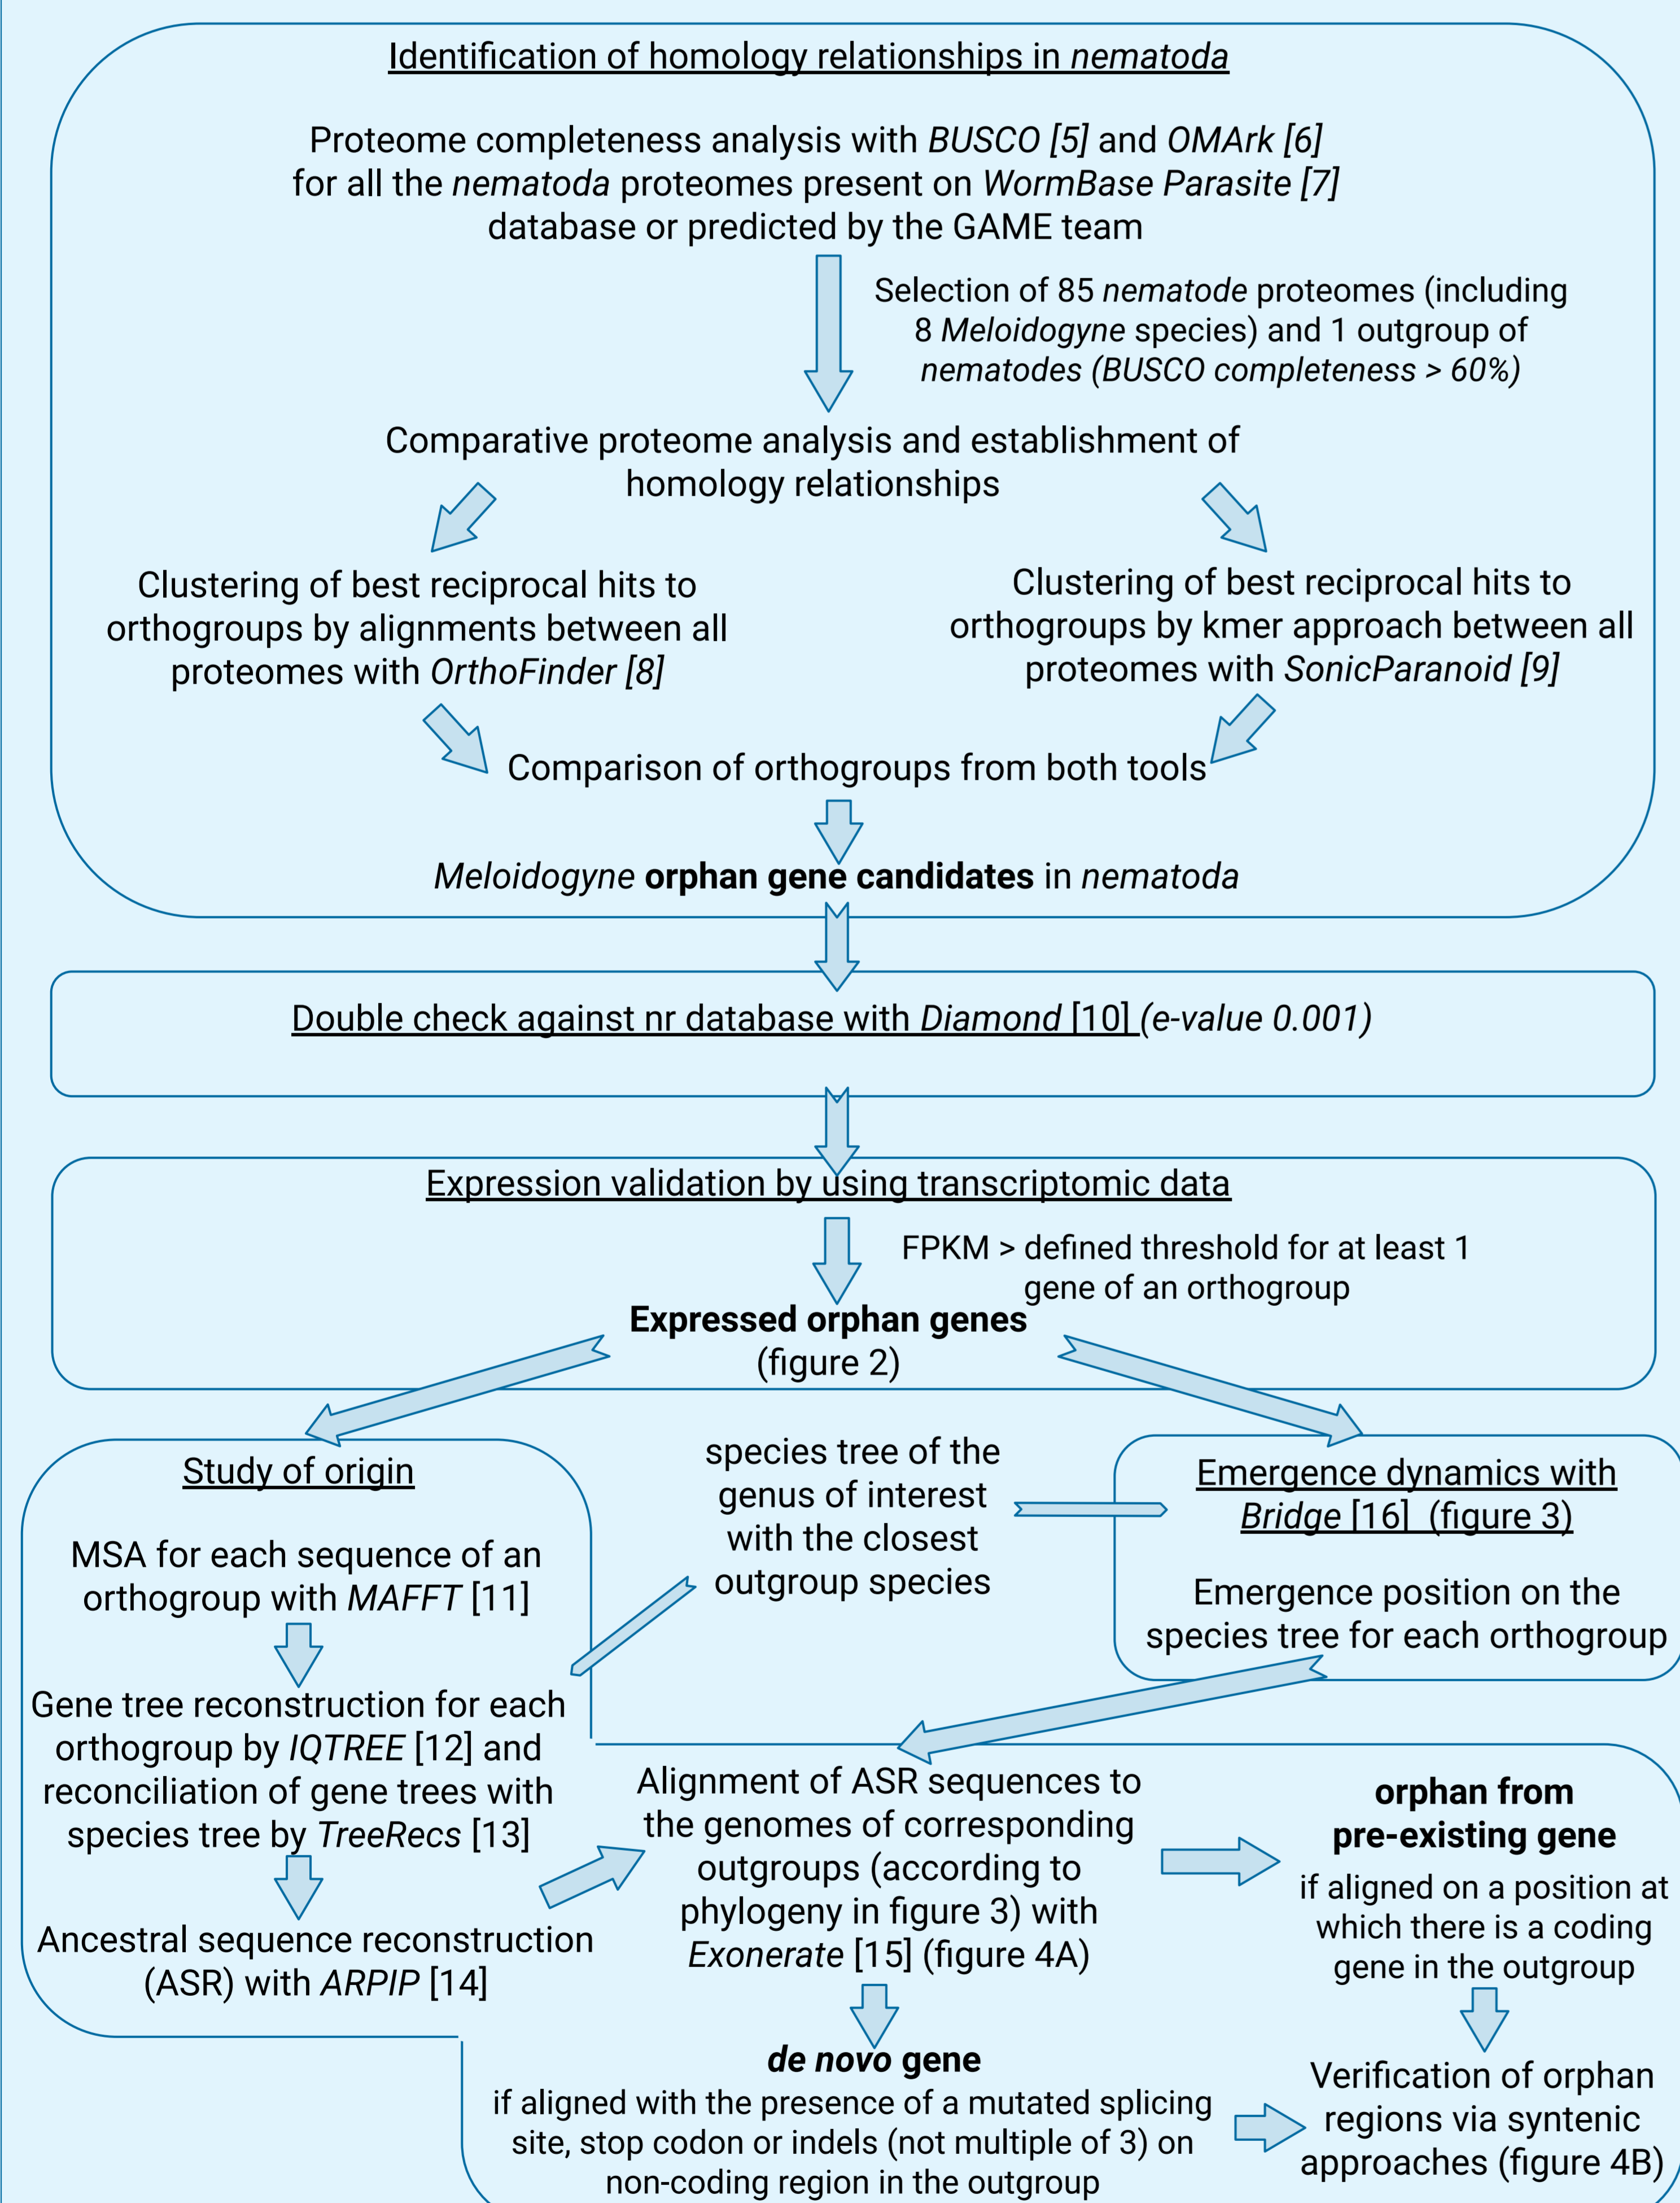 Identification of homology relationships in nematoda
Proteome completeness analysis with BUSCO [5] and OMArk [6]
for all the nematoda proteomes present on WormBase Parasite [7]
database or predicted by the GAME team
Selection of 85 nematode proteomes (including
8 Meloidogyne species) and 1 outgroup of
nematodes (BUSCO completeness > 60%)
Comparative proteome analysis and establishment of
homology relationships
Clustering of best reciprocal hits to
orthogroups by alignments between all
proteomes with OrthoFinder [8]
Clustering of best reciprocal hits to
orthogroups by kmer approach between all
proteomes with SonicParanoid [9]
Comparison of orthogroups from both tools
Meloidogyne orphan gene candidates in nematoda
Double check against nr database with Diamond [10] (e-value 0.001)
Expression validation by using transcriptomic data
FPKM > defined threshold for at least 1
gene of an orthogroup
Expressed orphan genes
(figure 2)
Study of origin
MSA for each sequence of an
orthogroup with MAFFT [11]
Gene tree reconstruction for each
orthogroup by IQTREE [12] and
reconciliation of gene trees with
species tree by TreeRecs [13]
Ancestral sequence reconstruction
(ASR) with ARPIP [14]
species tree of the
genus of interest
with the closest
outgroup species
Emergence dynamics with
Bridge [16] (figure 3)
Emergence position on the
species tree for each orthogroup
Alignment of ASR sequences to
the genomes of corresponding
outgroups (according to
phylogeny in figure 3) with
Exonerate [15] (figure 4A)
orphan from
pre-existing gene
if aligned on a position at
which there is a coding
gene in the outgroup
de novo gene
if aligned with the presence of a mutated splicing
site, stop codon or indels (not multiple of 3) on
non-coding region in the outgroup
Verification of orphan
regions via syntenic
approaches (figure 4B)